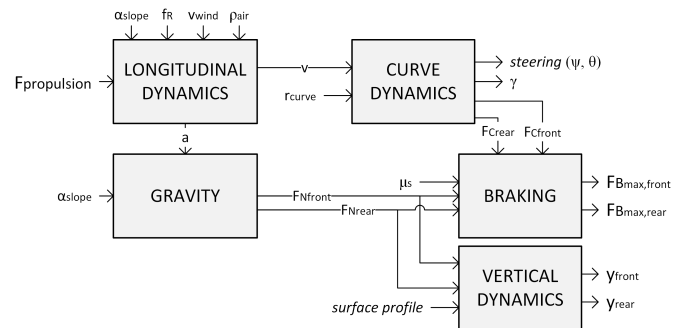 αslope fR vwind ρair
Fpropulsion
LONGITUDINAL
DYNAMICS
v
rcurve
CURVE
DYNAMICS
steering (ψ, θ)
γ
a
FCrear FCfront
αslope
GRAVITY
FNfront
FNrear
μs
BRAKING
FBmax,front
FBmax,rear
surface profile
VERTICAL
DYNAMICS
yfront
yrear